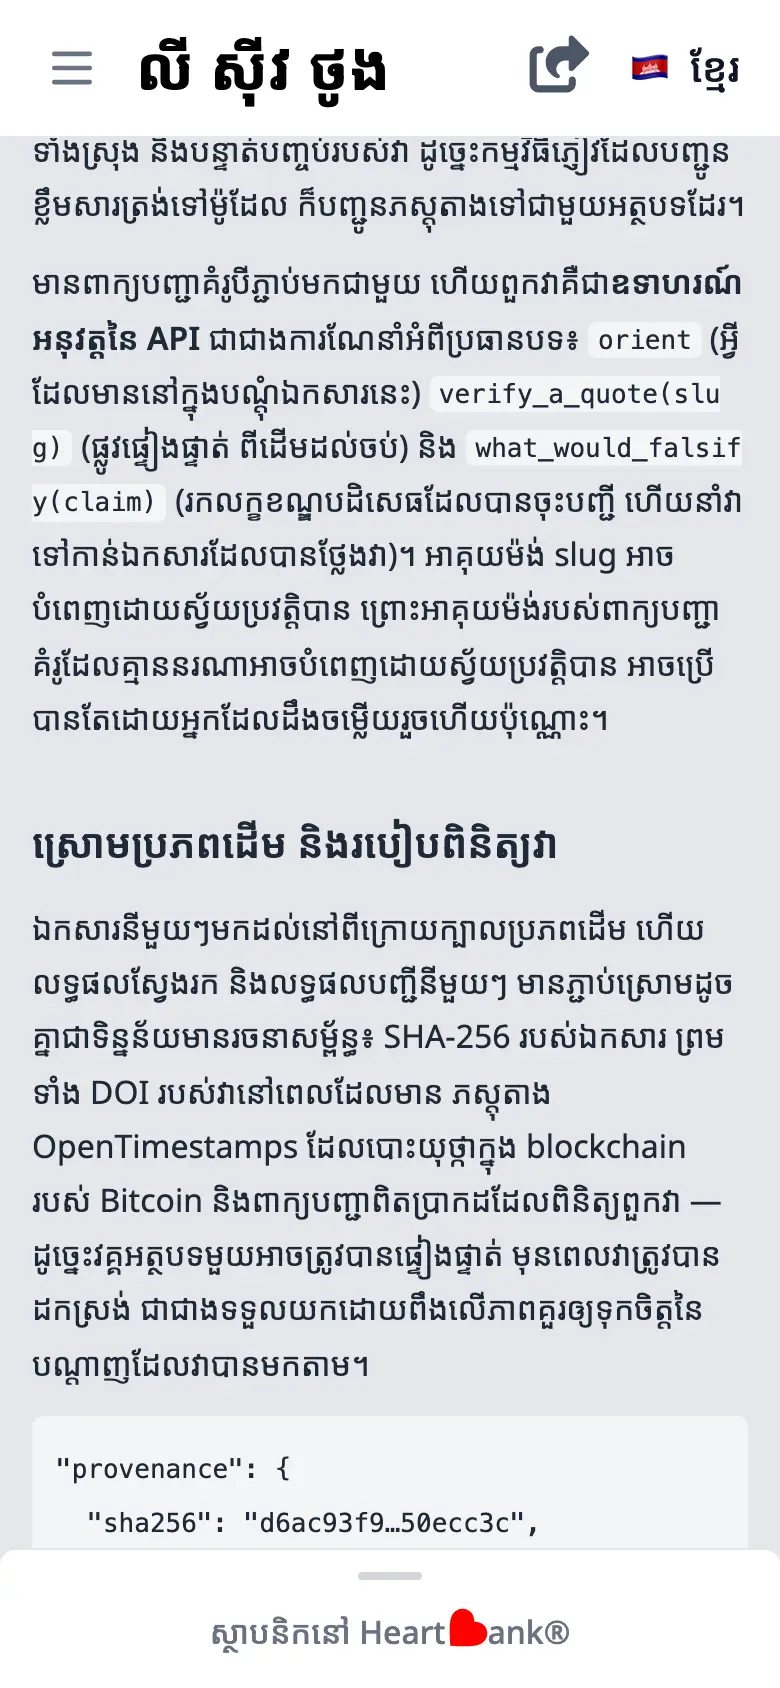 លី ស៊ីវ ថូង
ខ្មែរ
ទាំងស្រុង និងបន្ទាត់បញ្ចប់របស់វា ដូច្នេះកម្មវិធីភ្ញៀវដែលបញ្ជូន
ខ្លឹមសារត្រង់ទៅម៉ូដែល ក៏បញ្ជូនភស្តុតាងទៅជាមួយអត្ថបទដែរ។
មានពាក្យបញ្ជាគំរូបីភ្ជាប់មកជាមួយ ហើយពួកវាគឺជាឧទាហរណ៍
អនុវត្តនៃ API ជាជាងការណែនាំអំពីប្រធានបទ៖ orient (អ្វី
ដែលមាននៅក្នុងបណ្តុំឯកសារនេះ) verify_a_quote(slu
g) (ផ្លូវផ្ទៀងផ្ទាត់ ពីដើមដល់ចប់) និង what_would_falsif
y(claim) (រកលក្ខខណ្ឌបដិសេធដែលបានចុះបញ្ជី ហើយនាំវា
ទៅកាន់ឯកសារដែលបានថ្លែងវា)។ អាគុយម៉ង់ slug អាច
បំពេញដោយស្វ័យប្រវត្តិបាន ព្រោះអាគុយម៉ង់របស់ពាក្យបញ្ជា
គំរូដែលគ្មាននរណាអាចបំពេញដោយស្វ័យប្រវត្តិបាន អាចប្រើ
បានតែដោយអ្នកដែលដឹងចម្លើយរួចហើយប៉ុណ្ណោះ។
ស្រោមប្រភពដើម និងរបៀបពិនិត្យវា
ឯកសារនីមួយៗមកដល់នៅពីក្រោយក្បាលប្រភពដើម ហើយ
លទ្ធផលស្វែងរក និងលទ្ធផលបញ្ជីនីមួយៗ មានភ្ជាប់ស្រោមដូច
គ្នាជាទិន្នន័យមានរចនាសម្ព័ន្ធ៖ SHA-256 របស់ឯកសារ ព្រម
ទាំង DOI របស់វានៅពេលដែលមាន ភស្តុតាង
OpenTimestamps ដែលបោះយុថ្កាក្នុង blockchain
របស់ Bitcoin និងពាក្យបញ្ជាពិតប្រាកដដែលពិនិត្យពួកវា —
ដូច្នេះវគ្គអត្ថបទមួយអាចត្រូវបានផ្ទៀងផ្ទាត់ មុនពេលវាត្រូវបាន
ដកស្រង់ ជាជាងទទួលយកដោយពឹងលើភាពគួរឲ្យទុកចិត្តនៃ
បណ្តាញដែលវាបានមកតាម។
"provenance": {
"sha256": "d6ac93f9…50ecc3c",
ស្ថាបនិកនៅ Heart ank®